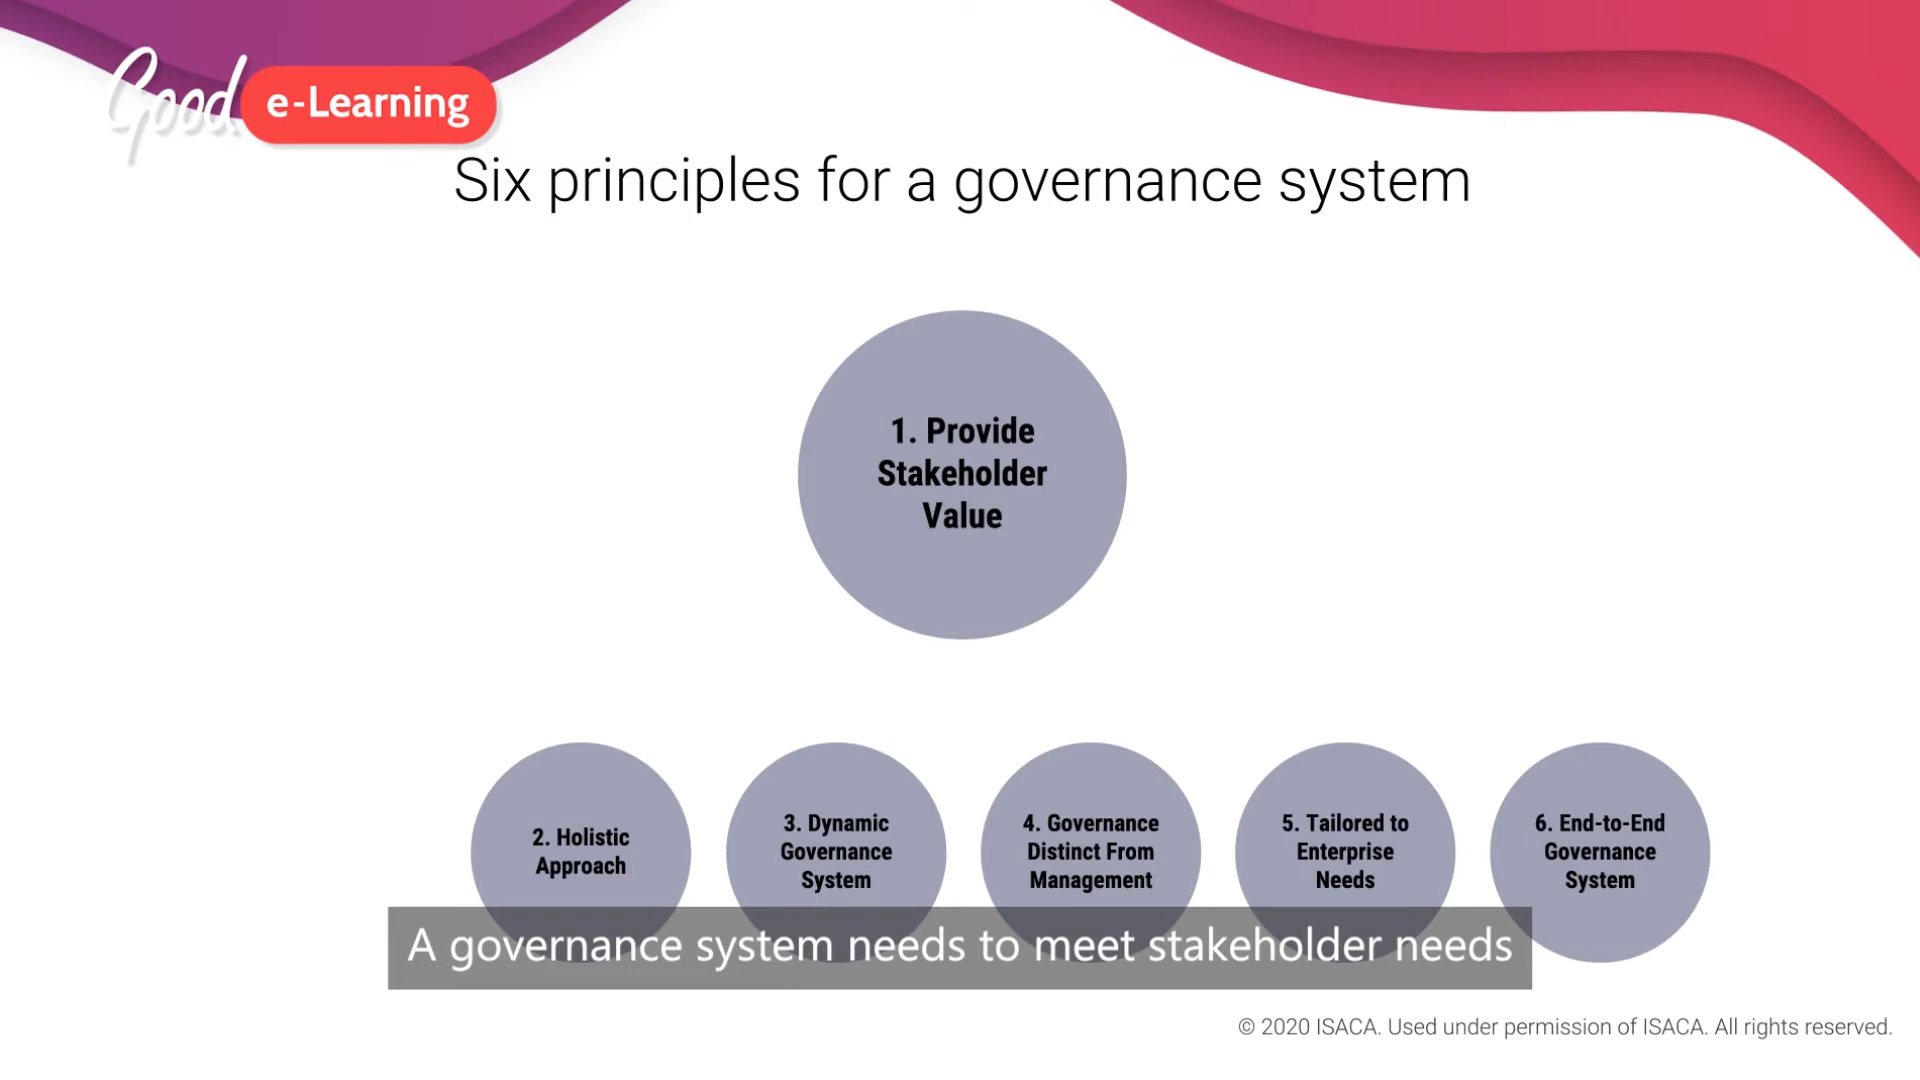 Good e-Learning
Six principles for a governance system
1. Provide
Stakeholder
Value
2. Holistic
Approach
3. Dynamic
Governance
System
4. Governance
Distinct From
Management
5. Tailored to
Enterprise
Needs
6. End-to-End
Governance
System
A governance system needs to meet stakeholder needs
© 2020 ISACA. Used under permission of ISACA. All rights reserved.